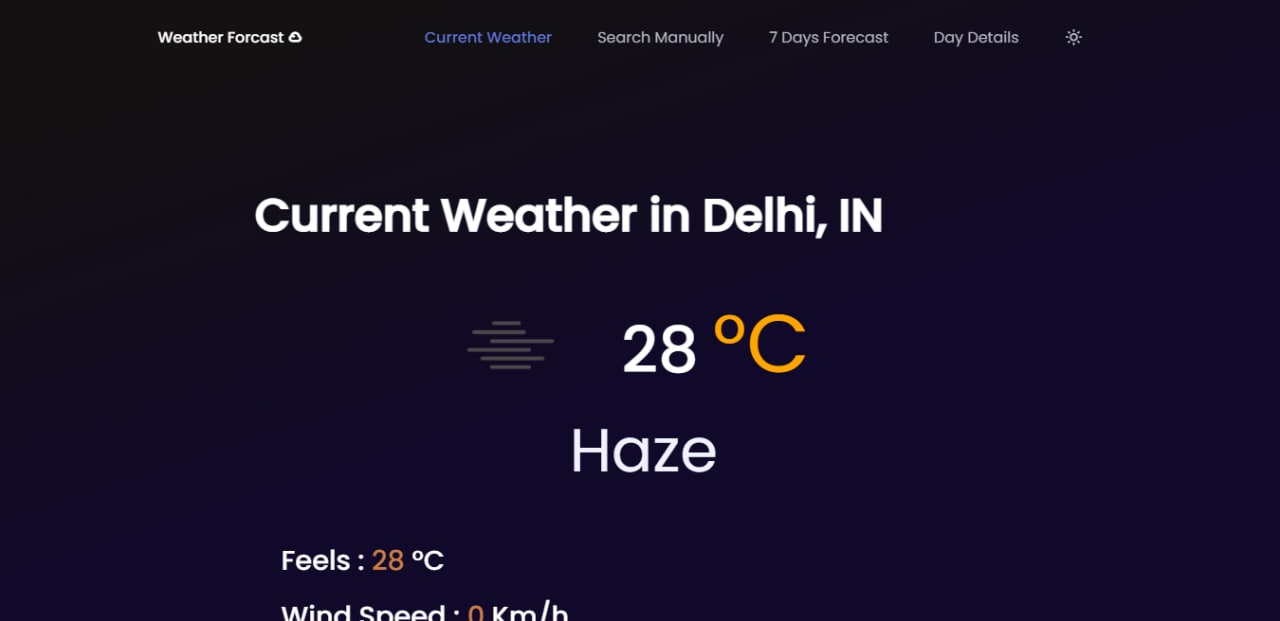 Weather Forcast
Current Weather
Search Manually
7 Days Forecast
Day Details
Current Weather in Delhi, IN
28 °C
Haze
Feels : 28 °C
Wind Speed : 0 Km/h